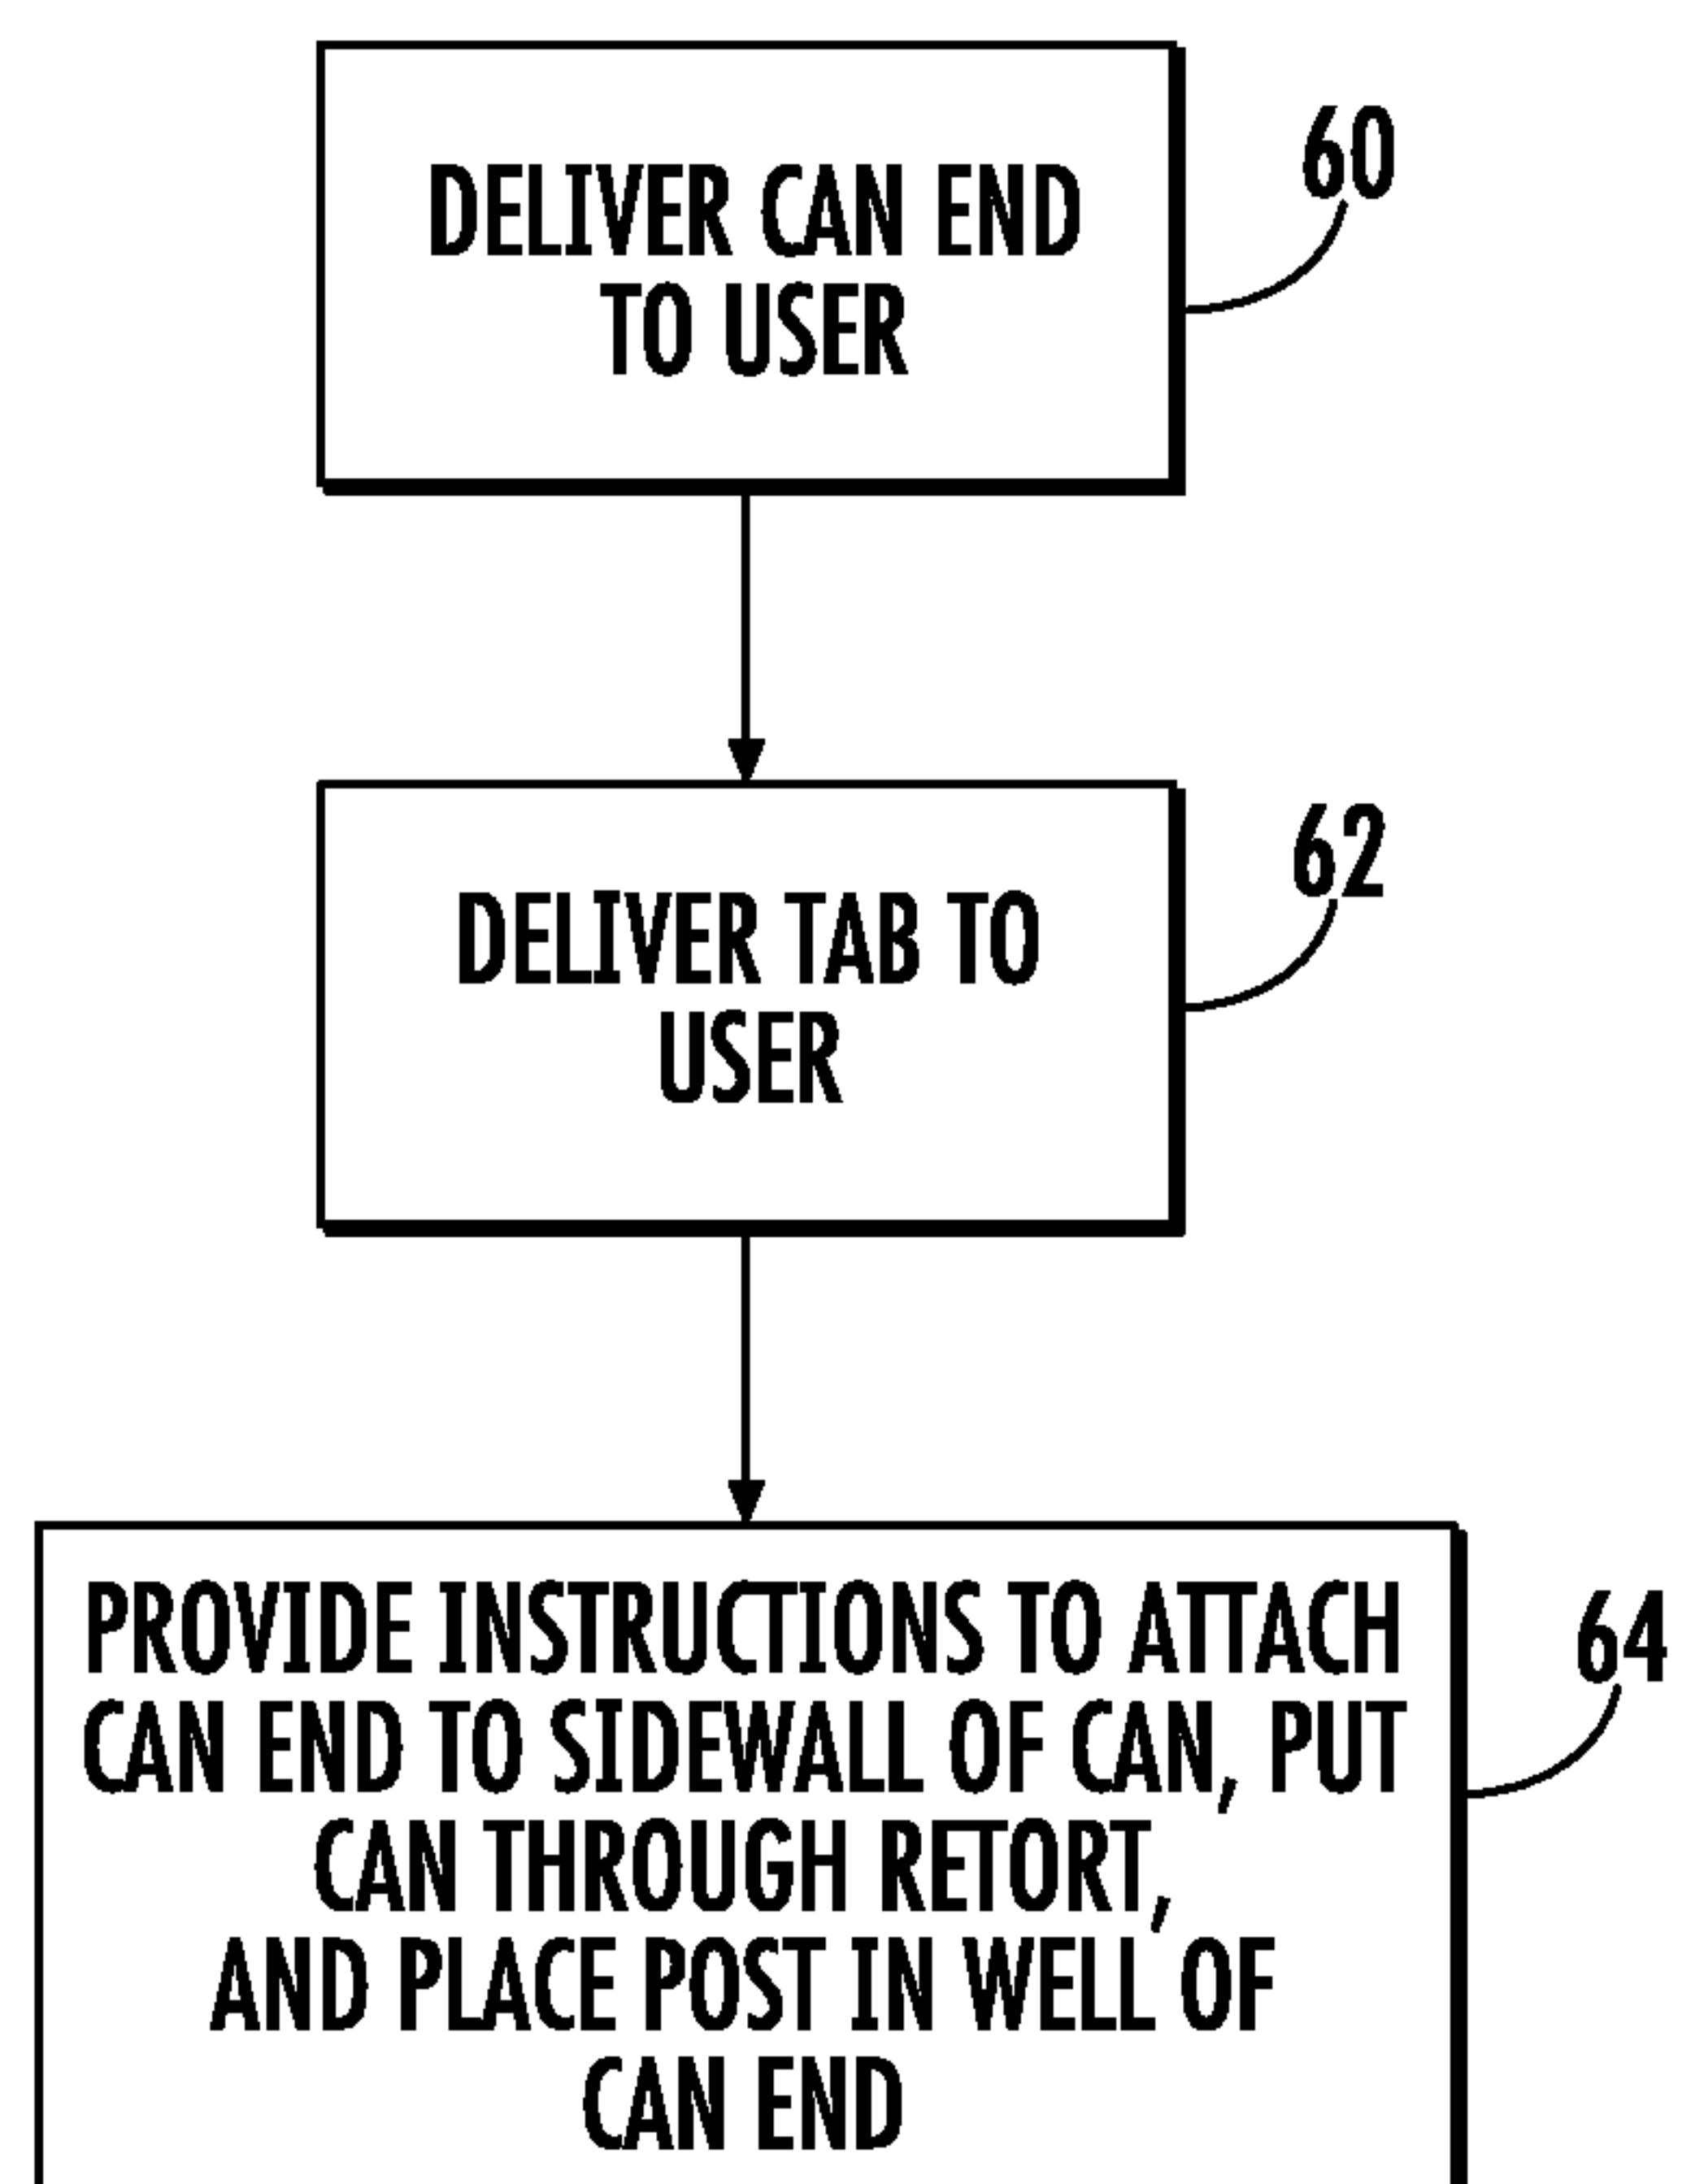 DELIVER CAN END
TO USER
60
DELIVER TAB TO
USER
62
PROVIDE INSTRUCTIONS TO ATTACH
CAN END TO SIDEWALL OF CAN, PUT
CAN THROUGH RETORT,
AND PLACE POST IN WELL OF
CAN END
64